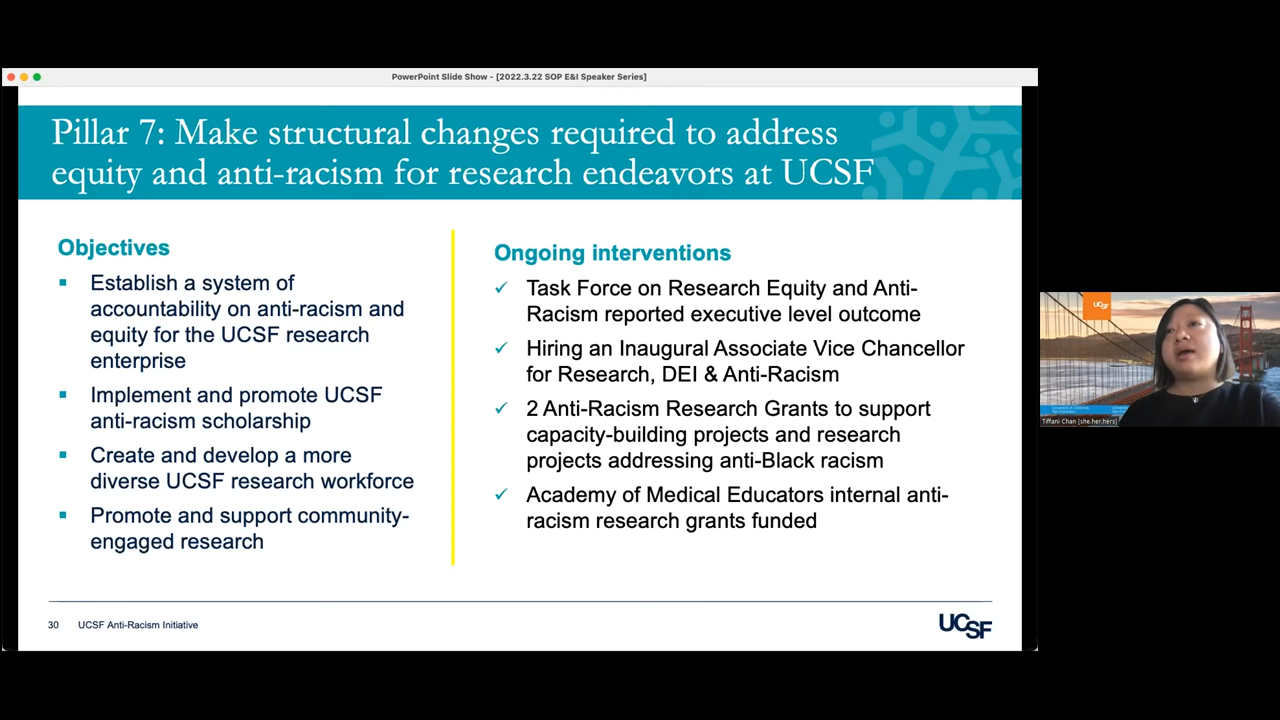 PowerPoint Slide Show - [2022.3.22 SOP E&I Speaker Series]
Pillar 7: Make structural changes required to address
equity and anti-racism for research endeavors at UCSF
Objectives
Establish a system of
accountability on anti-racism and
equity for the UCSF research
enterprise
Implement and promote UCSF
anti-racism scholarship
Create and develop a more
diverse UCSF research workforce
Promote and support community-
engaged research
Ongoing interventions
Task Force on Research Equity and Anti-
Racism reported executive level outcome
Hiring an Inaugural Associate Vice Chancellor
for Research, DEI & Anti-Racism
2 Anti-Racism Research Grants to support
capacity-building projects and research
projects addressing anti-Black racism
Academy of Medical Educators internal anti-
racism research grants funded
30 UCSF Anti-Racism Initiative
UCSF
UCSF
University of California
San Francisco
Tiffani Chan (she.her.hers)